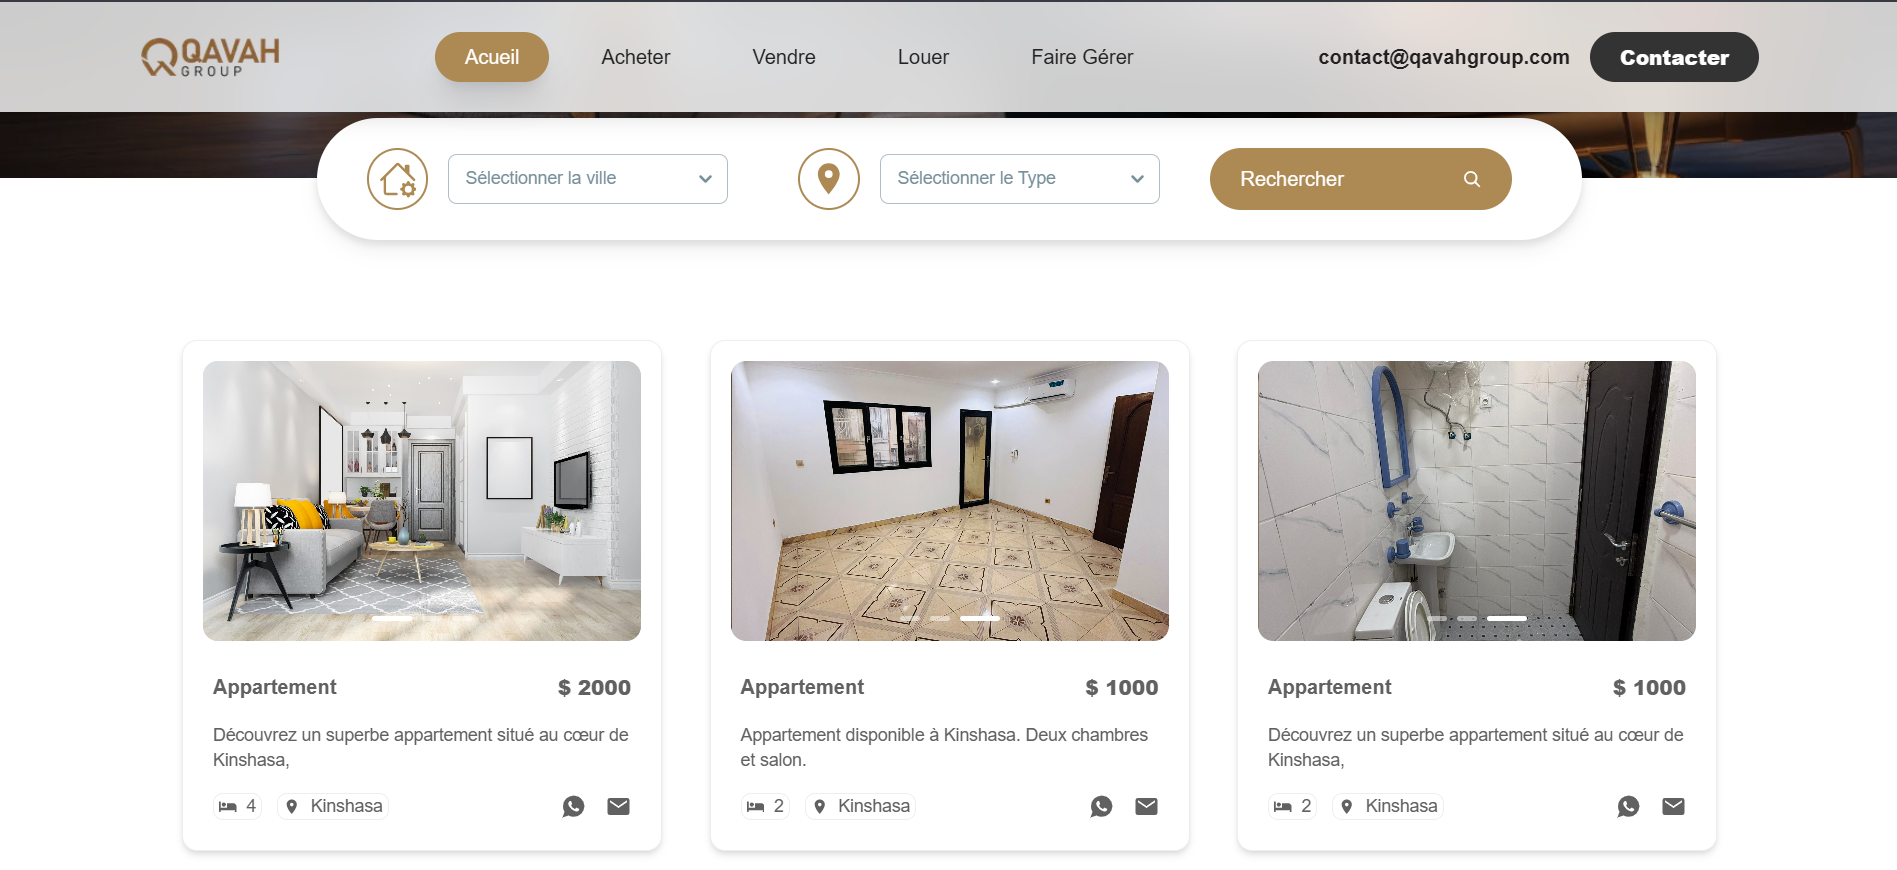 QAVAH
GROUP
Acueil
Acheter
Vendre
Louer
Faire Gérer
contact@qavahgroup.com
Contacter
Sélectionner la ville
Sélectionner le Type
Rechercher
Appartement
$ 2000
Découvrez un superbe appartement situé au cœur de
Kinshasa,
4
Kinshasa
Appartement
$ 1000
Appartement disponible à Kinshasa. Deux chambres
et salon.
2
Kinshasa
Appartement
$ 1000
Découvrez un superbe appartement situé au cœur de
Kinshasa,
2
Kinshasa